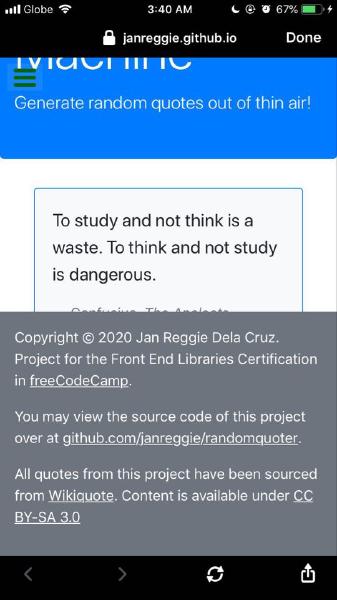 Globe 3:40 AM 67%
janreggie.github.io Done
Machine
Generate random quotes out of thin air!
To study and not think is a
waste. To think and not study
is dangerous.
Confucius, The Analects
Copyright © 2020 Jan Reggie Dela Cruz.
Project for the Front End Libraries Certification
in freeCodeCamp.
You may view the source code of this project
over at github.com/janreggie/randomquoter.
All quotes from this project have been sourced
from Wikiquote. Content is available under CC
BY-SA 3.0